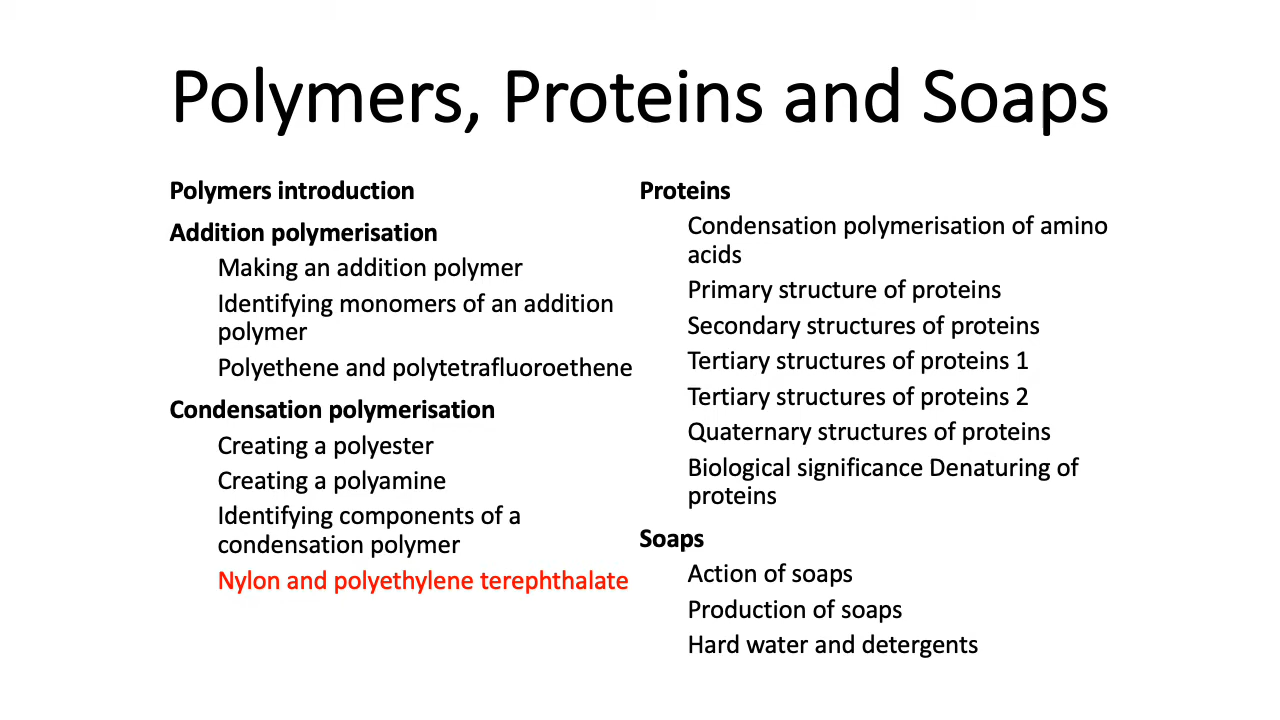 Polymers, Proteins and Soaps
Polymers introduction
Addition polymerisation
Making an addition polymer
Identifying monomers of an addition
polymer
Polyethene and polytetrafluoroethene
Condensation polymerisation
Creating a polyester
Creating a polyamine
Identifying components of a
condensation polymer
Nylon and polyethylene terephthalate
Proteins
Condensation polymerisation of amino
acids
Primary structure of proteins
Secondary structures of proteins
Tertiary structures of proteins 1
Tertiary structures of proteins 2
Quaternary structures of proteins
Biological significance Denaturing of
proteins
Soaps
Action of soaps
Production of soaps
Hard water and detergents